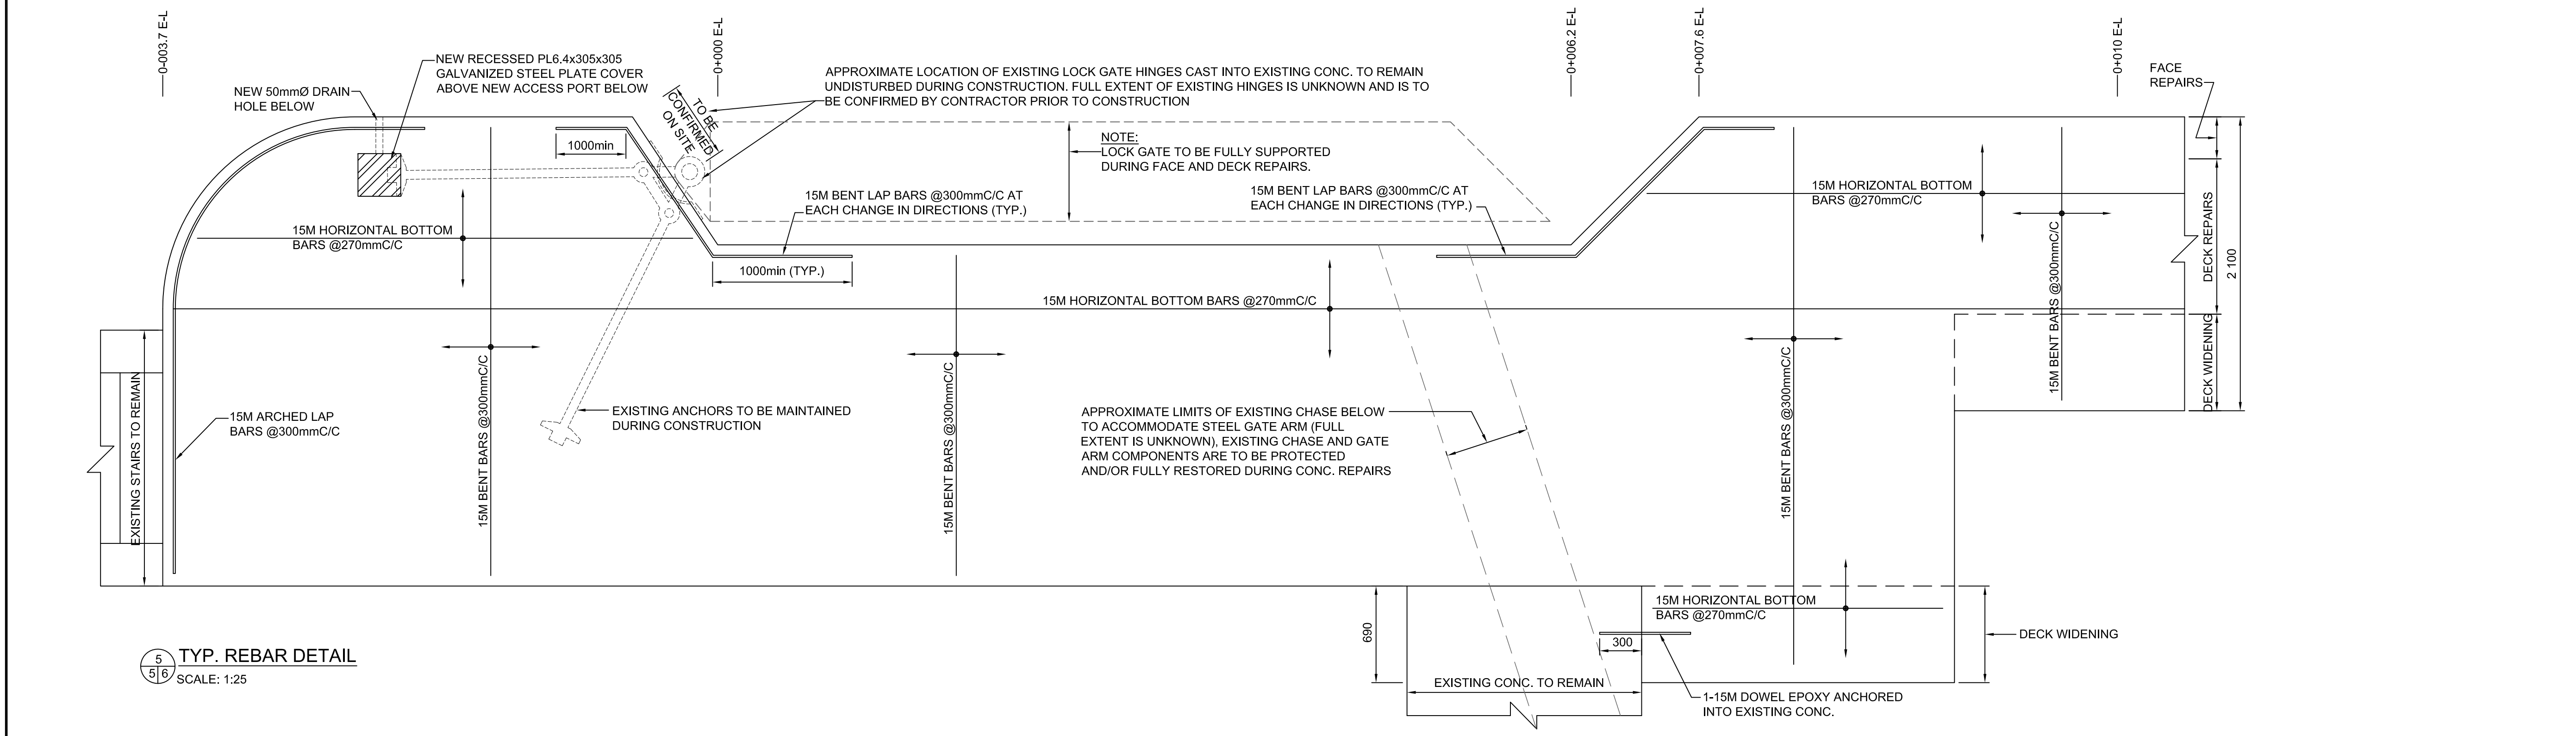 0-003.7 E-L
0+000 E-L
0+006.2 E-L
0+007.6 E-L
0+010 E-L
NEW RECESSED PL6.4x305x305
GALVANIZED STEEL PLATE COVER
ABOVE NEW ACCESS PORT BELOW
NEW 50mmØ DRAIN
HOLE BELOW
TO BE
CONFIRMED
ON SITE
APPROXIMATE LOCATION OF EXISTING LOCK GATE HINGES CAST INTO EXISTING CONC. TO REMAIN
UNDISTURBED DURING CONSTRUCTION. FULL EXTENT OF EXISTING HINGES IS UNKNOWN AND IS TO
BE CONFIRMED BY CONTRACTOR PRIOR TO CONSTRUCTION
FACE
REPAIRS
1000min
NOTE:
LOCK GATE TO BE FULLY SUPPORTED
DURING FACE AND DECK REPAIRS.
15M BENT LAP BARS @300mmC/C AT
EACH CHANGE IN DIRECTIONS (TYP.)
15M BENT LAP BARS @300mmC/C AT
EACH CHANGE IN DIRECTIONS (TYP.)
15M HORIZONTAL BOTTOM
BARS @270mmC/C
15M HORIZONTAL BOTTOM
BARS @270mmC/C
1000min (TYP.)
15M HORIZONTAL BOTTOM BARS @270mmC/C
DECK REPAIRS
2 100
DECK WIDENING
15M BENT BARS @300mmC/C
15M BENT BARS @300mmC/C
15M BENT BARS @300mmC/C
15M BENT BARS @300mmC/C
EXISTING STAIRS TO REMAIN
15M ARCHED LAP
BARS @300mmC/C
EXISTING ANCHORS TO BE MAINTAINED
DURING CONSTRUCTION
APPROXIMATE LIMITS OF EXISTING CHASE BELOW
TO ACCOMMODATE STEEL GATE ARM (FULL
EXTENT IS UNKNOWN), EXISTING CHASE AND GATE
ARM COMPONENTS ARE TO BE PROTECTED
AND/OR FULLY RESTORED DURING CONC. REPAIRS
690
15M HORIZONTAL BOTTOM
BARS @270mmC/C
300
DECK WIDENING
EXISTING CONC. TO REMAIN
1-15M DOWEL EPOXY ANCHORED
INTO EXISTING CONC.
5
5 6
TYP. REBAR DETAIL
SCALE: 1:25